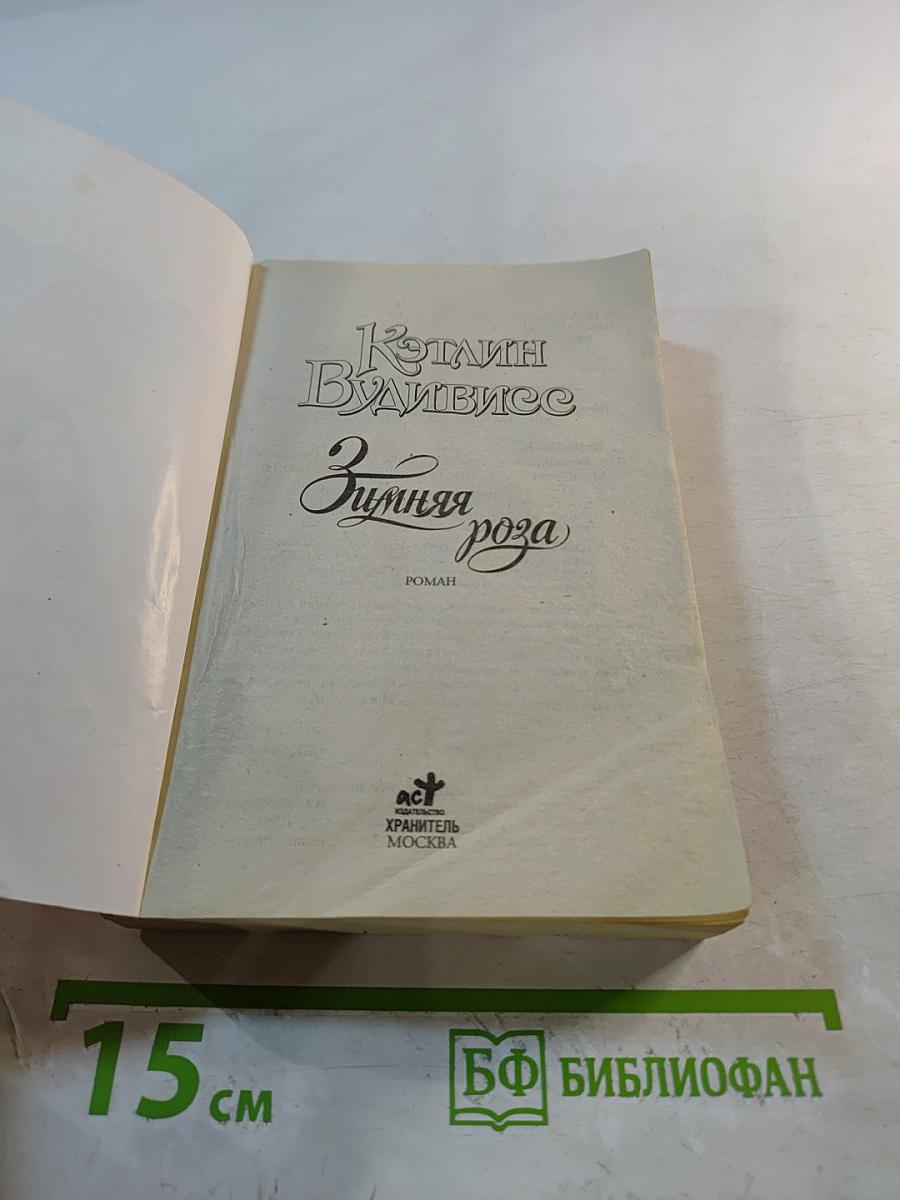 Кэтлин
Вудивисс
Зимняя
роза
РОМАН
аст
ИЗДАТЕЛЬСТВО
ХРАНИТЕЛЬ
МОСКВА
15 см
БФ БИБЛИОФАН